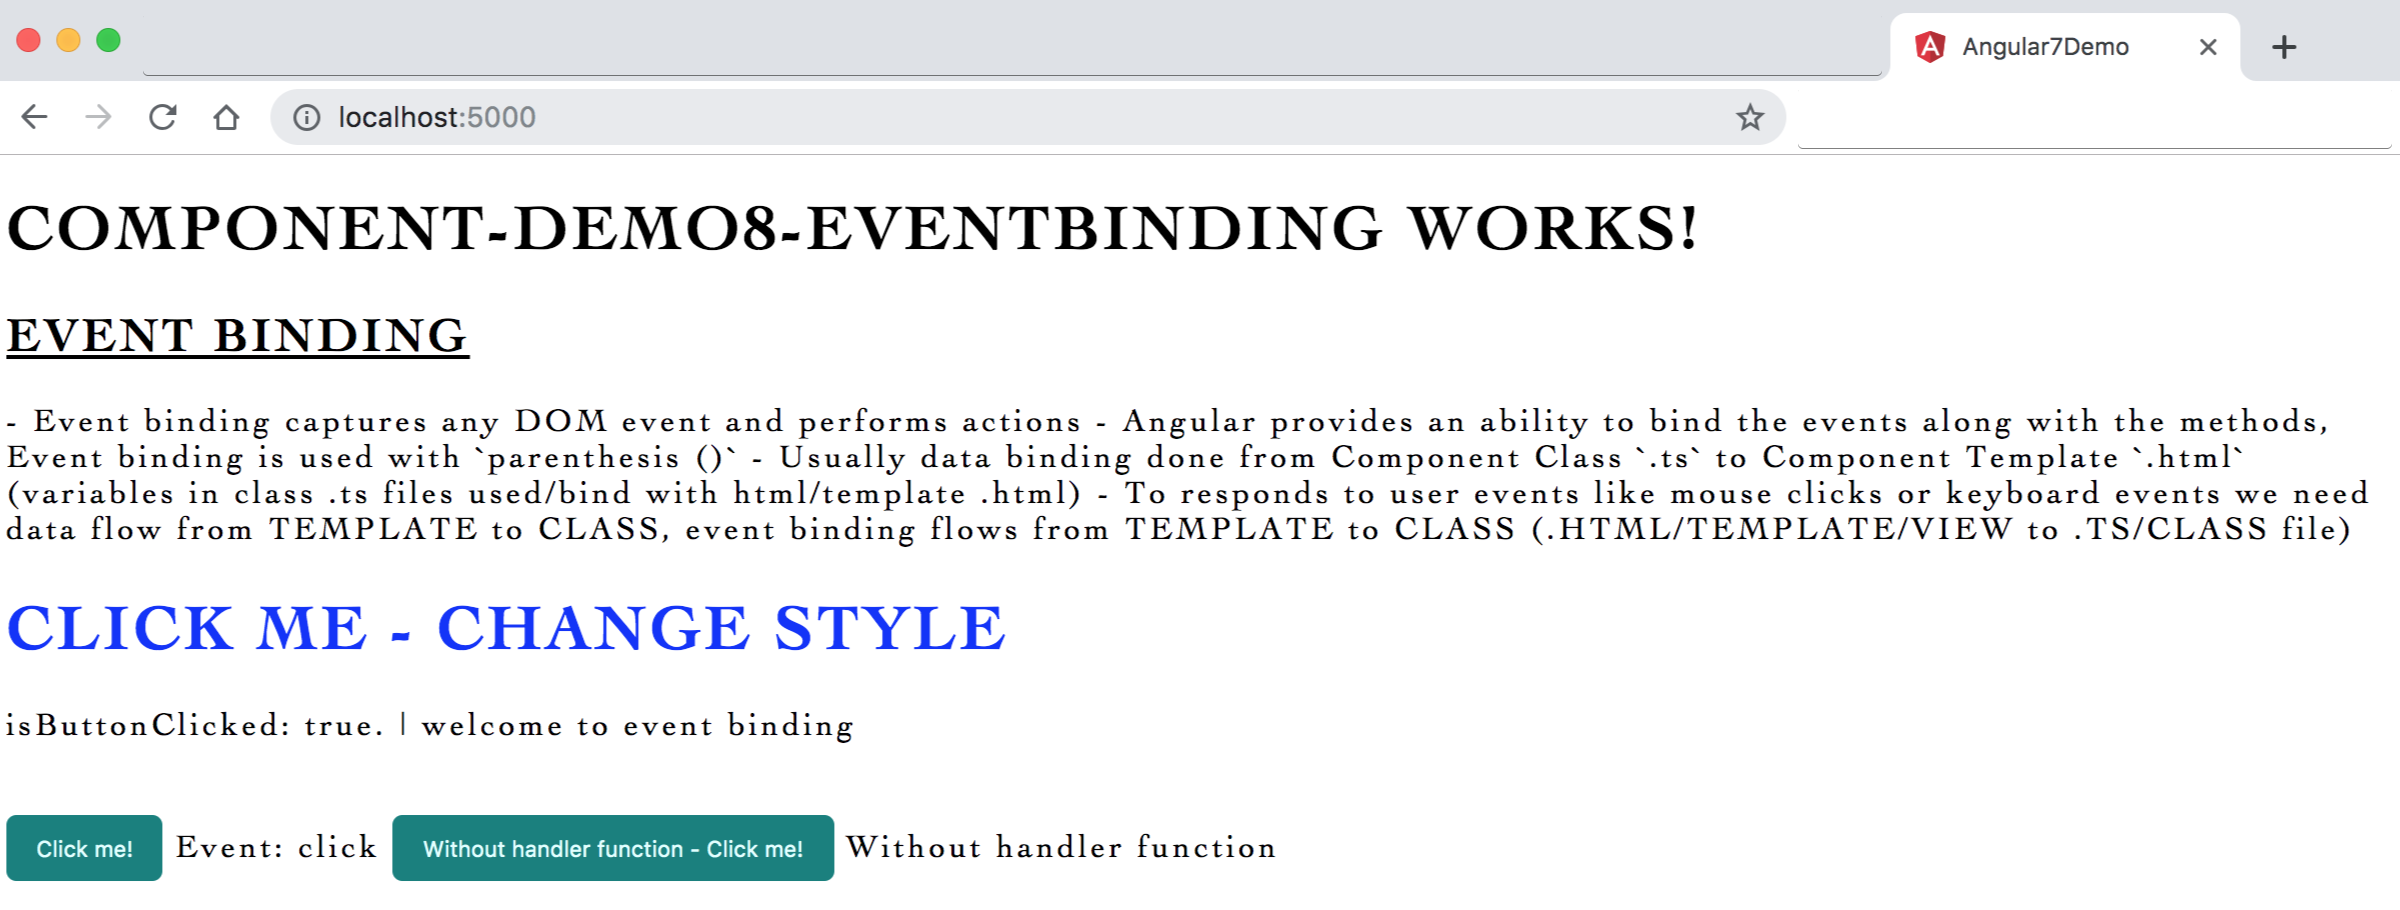 Angular7Demo
localhost:5000
COMPONENT-DEMO8-EVENTBINDING WORKS!
EVENT BINDING
- Event binding captures any DOM event and performs actions - Angular provides an ability to bind the events along with the methods,
Event binding is used with `parenthesis ()` - Usually data binding done from Component Class `.ts` to Component Template `.html`
(variables in class .ts files used/bind with html/template .html) - To responds to user events like mouse clicks or keyboard events we need
data flow from TEMPLATE to CLASS, event binding flows from TEMPLATE to CLASS (.HTML/TEMPLATE/VIEW to .TS/CLASS file)
CLICK ME - CHANGE STYLE
isButtonClicked: true. | welcome to event binding
Click me! Event: click Without handler function - Click me! Without handler function